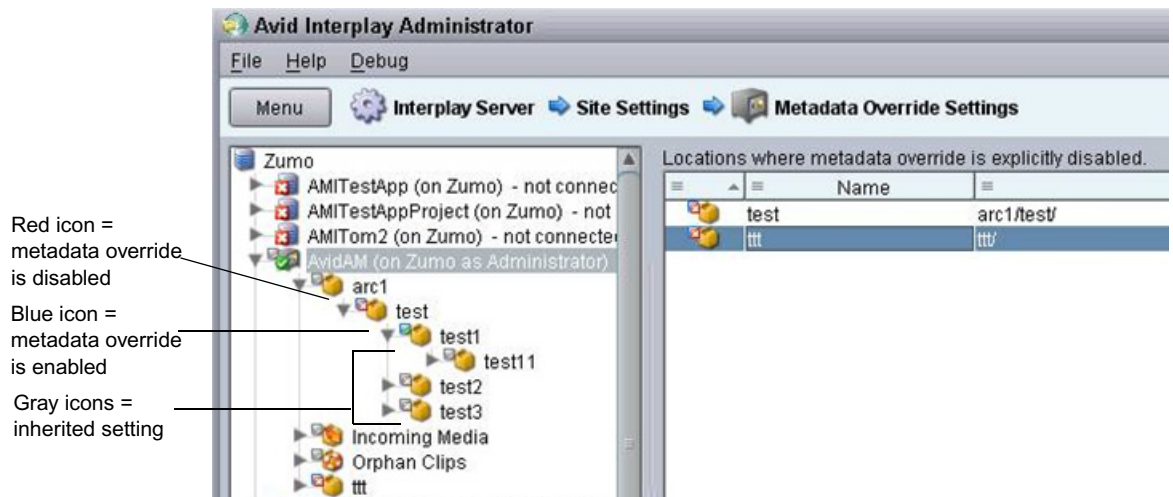 Avid Interplay Administrator
File Help Debug
Menu Interplay Server Site Settings Metadata Override Settings
Zumo
AMITestApp (on Zumo) - not connec
AMITestAppProject (on Zumo) - not
AMITom2 (on Zumo) - not connecte
AvidAM (on Zumo as Administrator)
arc1
test
test1
test11
test2
test3
Incoming Media
Orphan Clips
ttt
Locations where metadata override is explicitly disabled.
Name
test arc1/test/
ttt ttt/
Red icon =
metadata override
is disabled
Blue icon =
metadata override
is enabled
Gray icons =
inherited setting